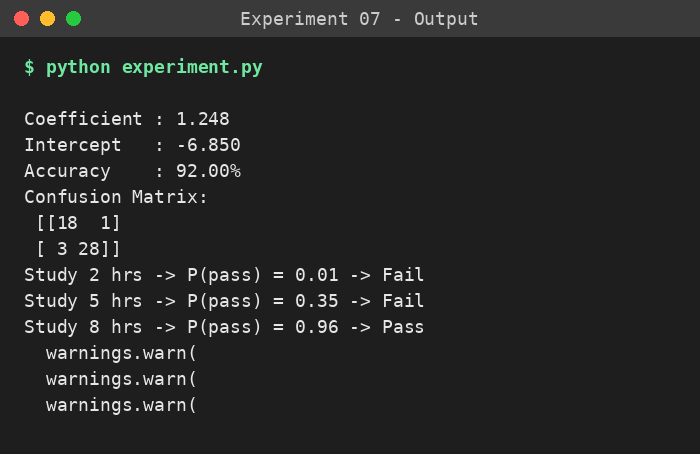 Experiment 07 - Output
$ python experiment.py
Coefficient : 1.248
Intercept   : -6.850
Accuracy    : 92.00%
Confusion Matrix:
 [[18  1]
 [ 3 28]]
Study 2 hrs -> P(pass) = 0.01 -> Fail
Study 5 hrs -> P(pass) = 0.35 -> Fail
Study 8 hrs -> P(pass) = 0.96 -> Pass
  warnings.warn(
  warnings.warn(
  warnings.warn(